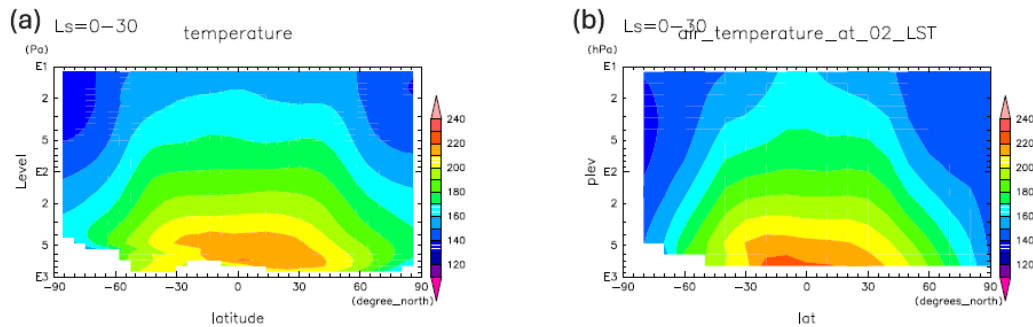 (a)
Ls=0-30
temperature
(Pa)
Level
E1
2
5
E2
2
5
E3
-90
-60
-30
0
30
60
90
(degree_north)
latitude
240
220
200
180
160
140
120
(b)
Ls=0-30
air_temperature_at_02_LST
(hPa)
plev
E1
2
5
E2
2
5
E3
-90
-60
-30
0
30
60
90
(degrees_north)
lat
240
220
200
180
160
140
120